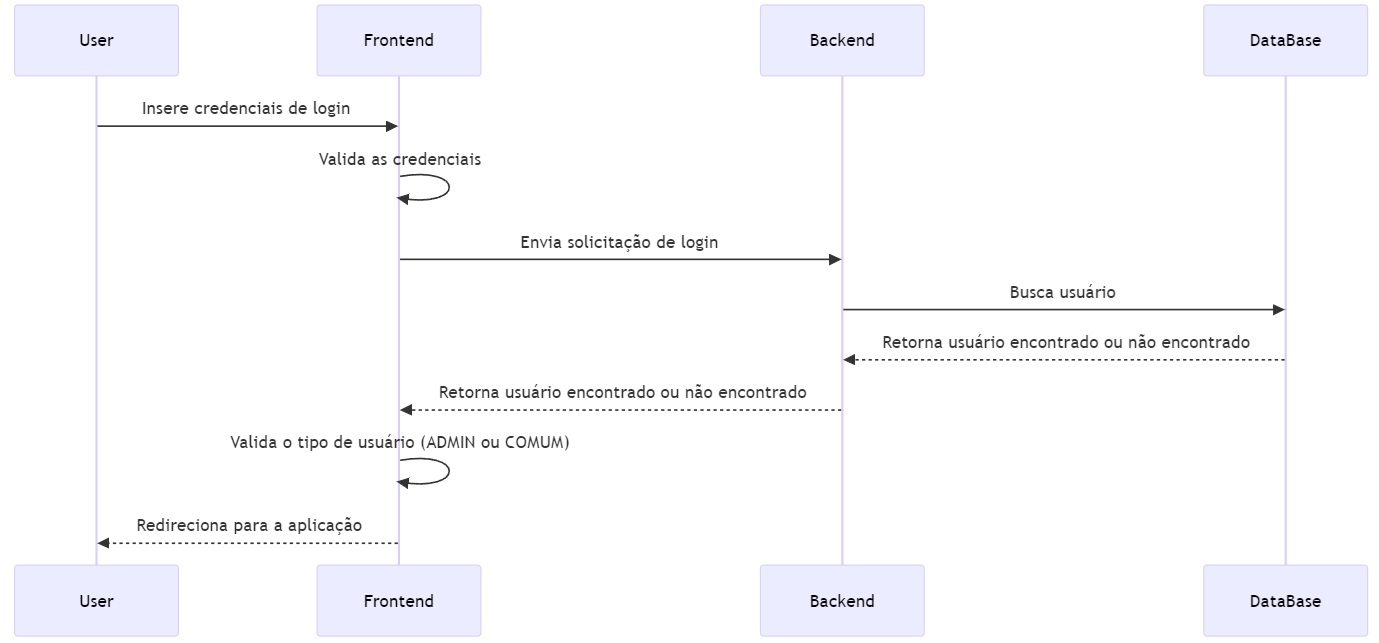 User
Frontend
Backend
DataBase
Insere credenciais de login
Valida as credenciais
Envia solicitação de login
Busca usuário
Retorna usuário encontrado ou não encontrado
Retorna usuário encontrado ou não encontrado
Valida o tipo de usuário (ADMIN ou COMUM)
Redireciona para a aplicação
User
Frontend
Backend
DataBase